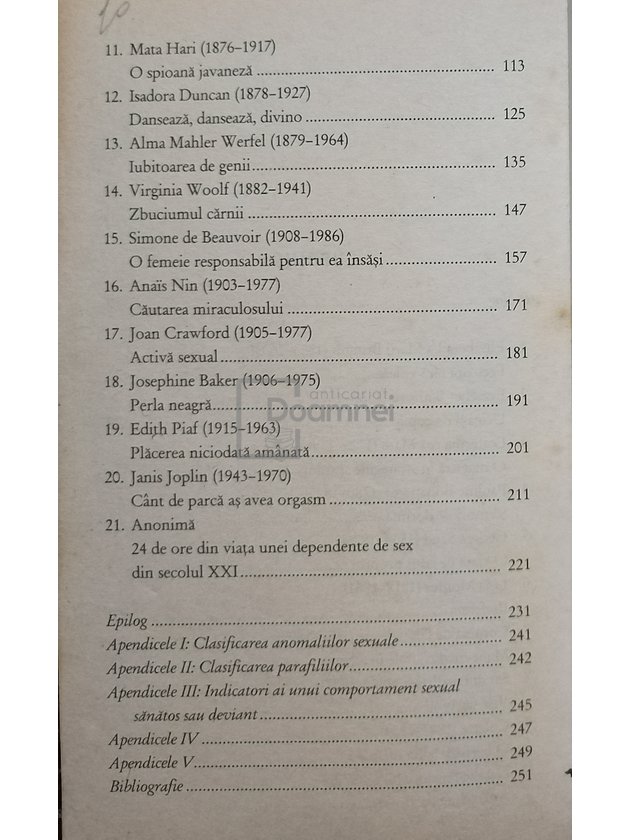 11. Mata Hari (1876–1917)
O spioană javaneză ........ 113
12. Isadora Duncan (1878–1927)
Dansează, dansează, divino ........ 125
13. Alma Mahler Werfel (1879–1964)
Iubitoarea de genii ........ 135
14. Virginia Woolf (1882–1941)
Zbuciumul cărnii ........ 147
15. Simone de Beauvoir (1908–1986)
O femeie responsabilă pentru ea însăși ........ 157
16. Anaïs Nin (1903–1977)
Căutarea miraculosului ........ 171
17. Joan Crawford (1905–1977)
Activă sexual ........ 181
18. Josephine Baker (1906–1975)
Perla neagră ........ 191
anticariat
Doamnei
19. Edith Piaf (1915–1963)
Plăcerea niciodată amânată ........ 201
20. Janis Joplin (1943–1970)
Cânt de parcă aș avea orgasm ........ 211
21. Anonimă
24 de ore din viața unei dependente de sex
din secolul XXI ........ 221
Epilog ........ 231
Apendicele I: Clasificarea anomaliilor sexuale ........ 241
Apendicele II: Clasificarea parafiliilor ........ 242
Apendicele III: Indicatori ai unui comportament sexual
sănătos sau deviant ........ 245
Apendicele IV ........ 247
Apendicele V ........ 249
Bibliografie ........ 251